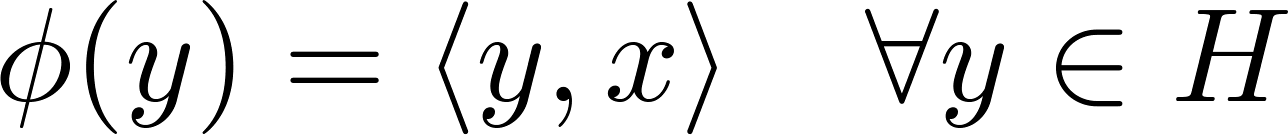 ϕ(y) = ⟨y, x⟩ ∀y ∈ H